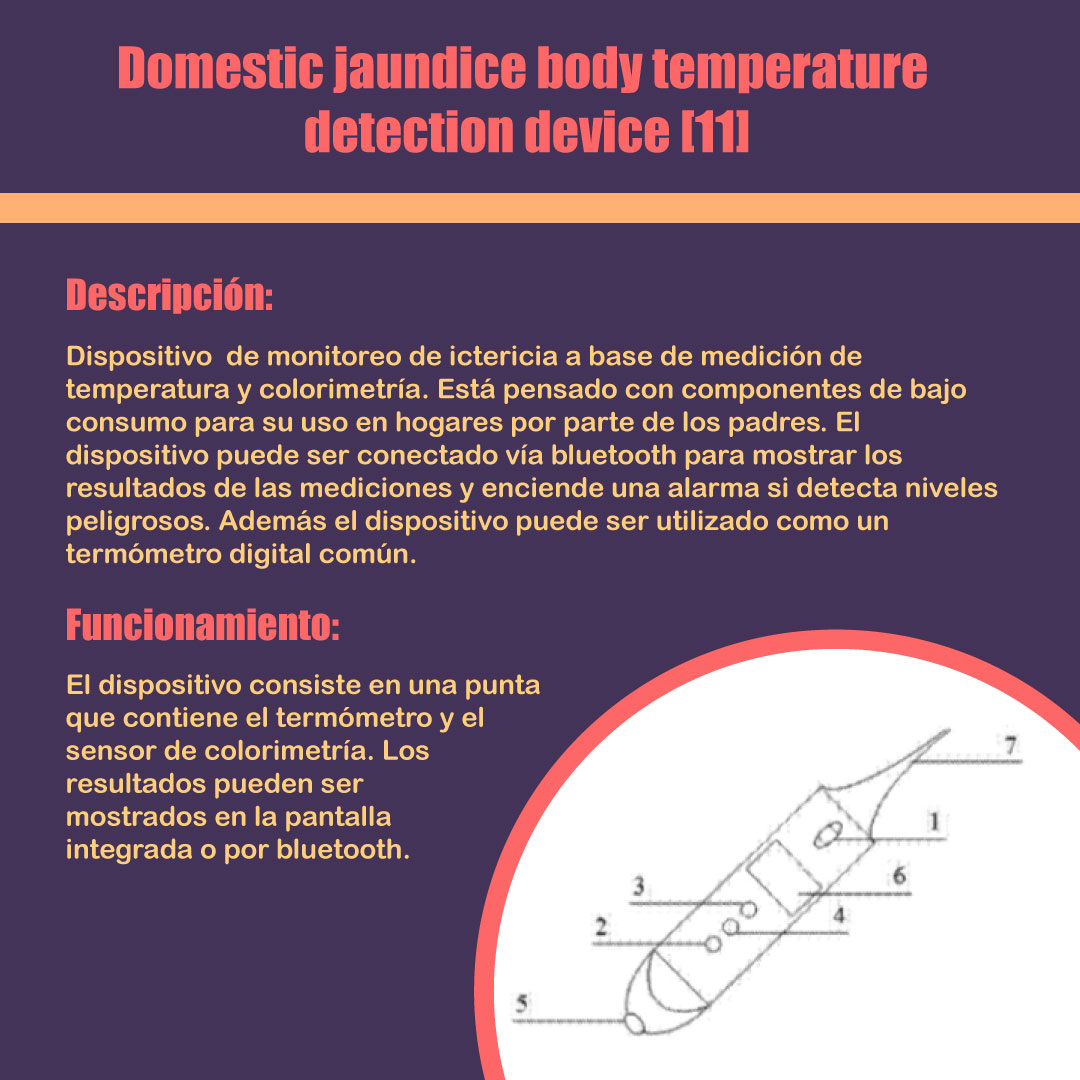 Domestic jaundice body temperature
detection device [11]
Descripción:
Dispositivo  de monitoreo de ictericia a base de medición de
temperatura y colorimetría. Está pensado con componentes de bajo
consumo para su uso en hogares por parte de los padres. El
dispositivo puede ser conectado vía bluetooth para mostrar los
resultados de las mediciones y enciende una alarma si detecta niveles
peligrosos. Además el dispositivo puede ser utilizado como un
termómetro digital común.
Funcionamiento:
El dispositivo consiste en una punta
que contiene el termómetro y el
sensor de colorimetría. Los
resultados pueden ser
mostrados en la pantalla
integrada o por bluetooth.
7
1
6
3
4
2
5